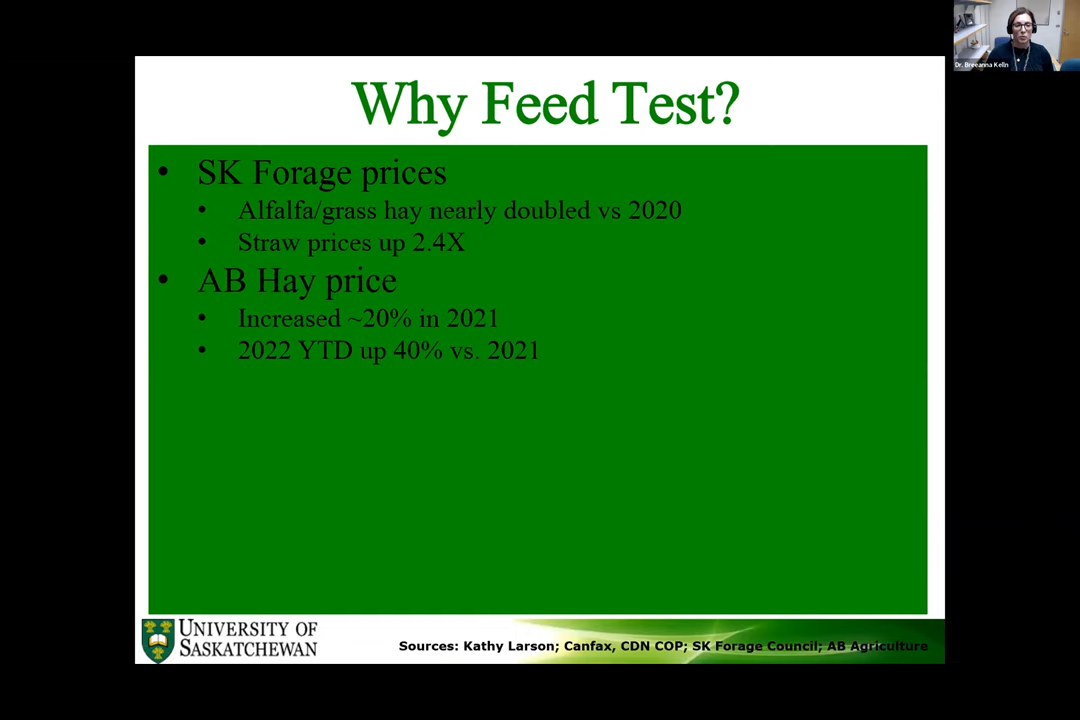 Why Feed Test?
• SK Forage prices
• Alfalfa/grass hay nearly doubled vs 2020
• Straw prices up 2.4X
• AB Hay price
• Increased ~20% in 2021
• 2022 YTD up 40% vs. 2021
UNIVERSITY OF
SASKATCHEWAN
Sources: Kathy Larson; Canfax, CDN COP; SK Forage Council; AB Agriculture
Dr. Breeanna Kelln